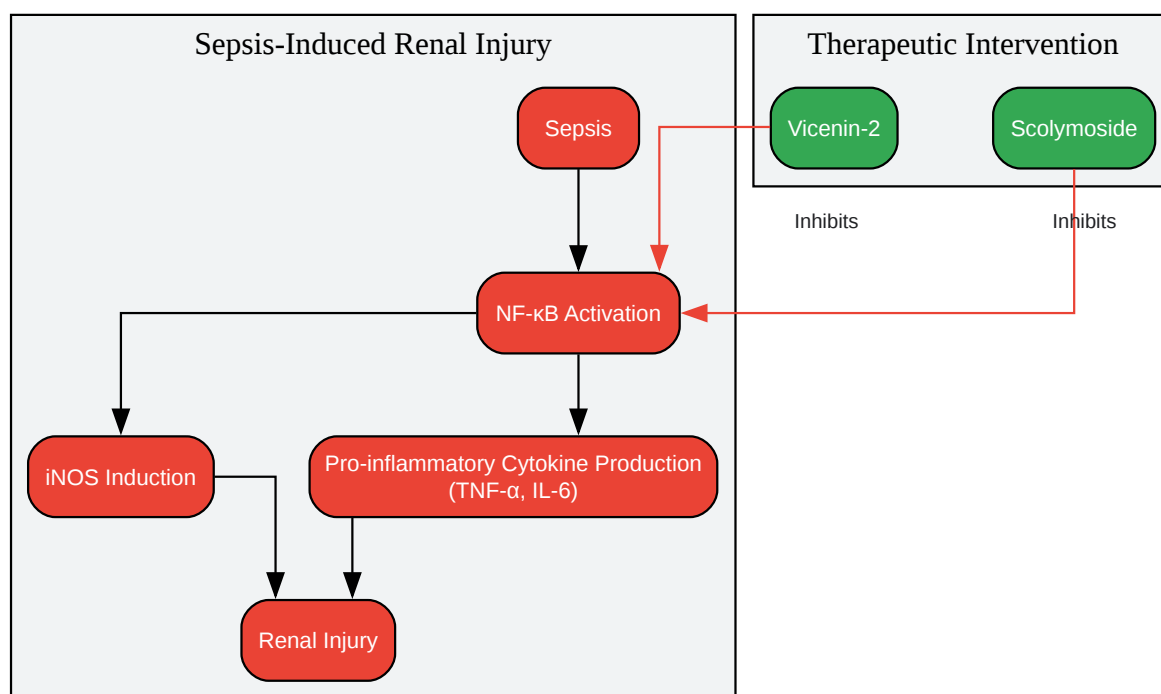 Sepsis-Induced Renal Injury
Therapeutic Intervention
Sepsis
Vicenin-2
Scolymoside
Inhibits
Inhibits
NF-κB Activation
iNOS Induction
Pro-inflammatory Cytokine Production
(TNF-α, IL-6)
Renal Injury